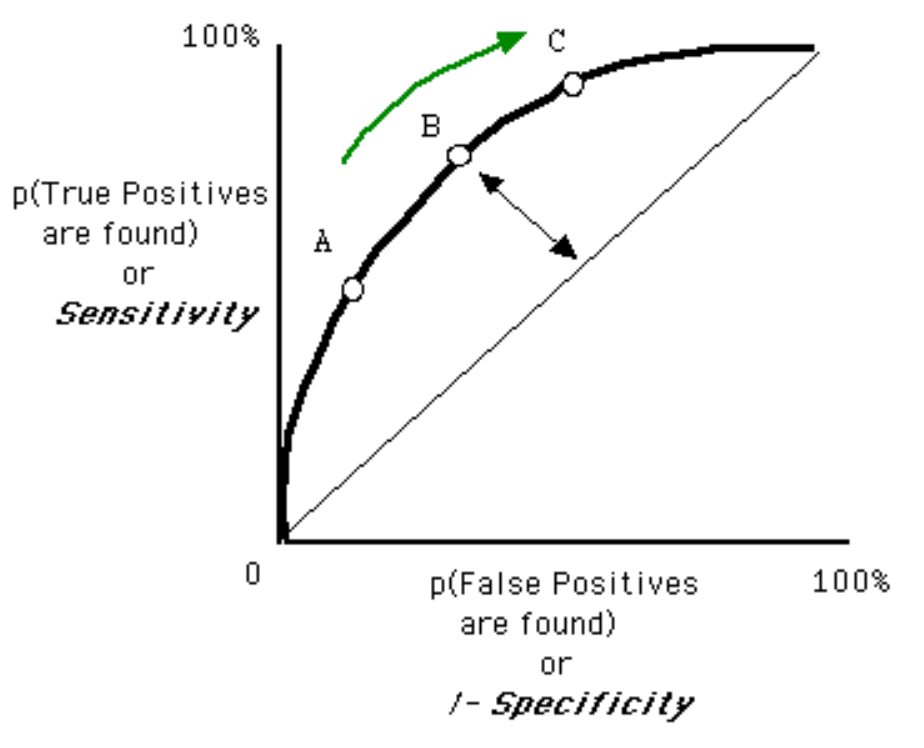 100%
C
B
p(True Positives
are found)
or
Sensitivity
A
0
100%
p(False Positives
are found)
or
1- Specificity